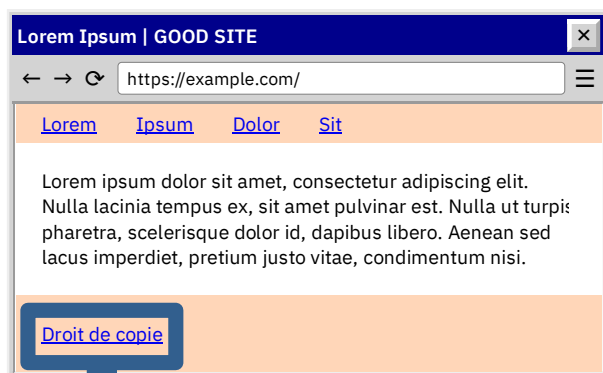 Lorem Ipsum | GOOD SITE
https://example.com/
Lorem Ipsum Dolor Sit
Lorem ipsum dolor sit amet, consectetur adipiscing elit.
Nulla lacinia tempus ex, sit amet pulvinar est. Nulla ut turpis
pharetra, scelerisque dolor id, dapibus libero. Aenean sed
lacus imperdiet, pretium justo vitae, condimentum nisi.
Droit de copie